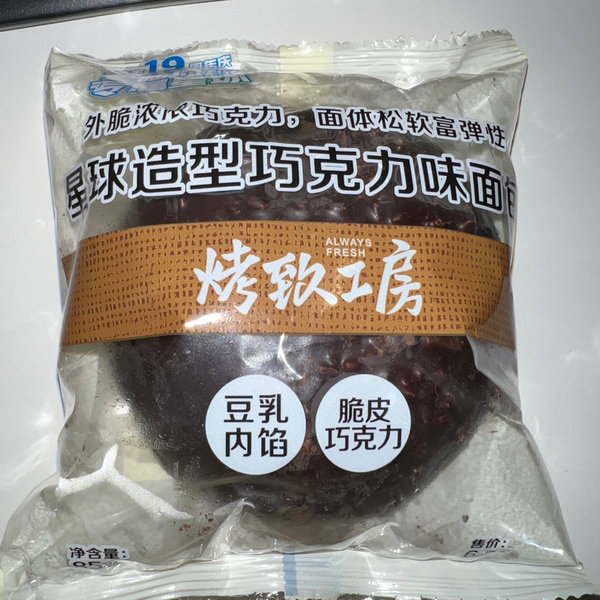 19
外脆浓浓巧克力，面体松软富弹性
星球造型巧克力味面包
ALWAYS
FRESH
烤致工房
豆乳
内馅
脆皮
巧克力
净含量：
售价：